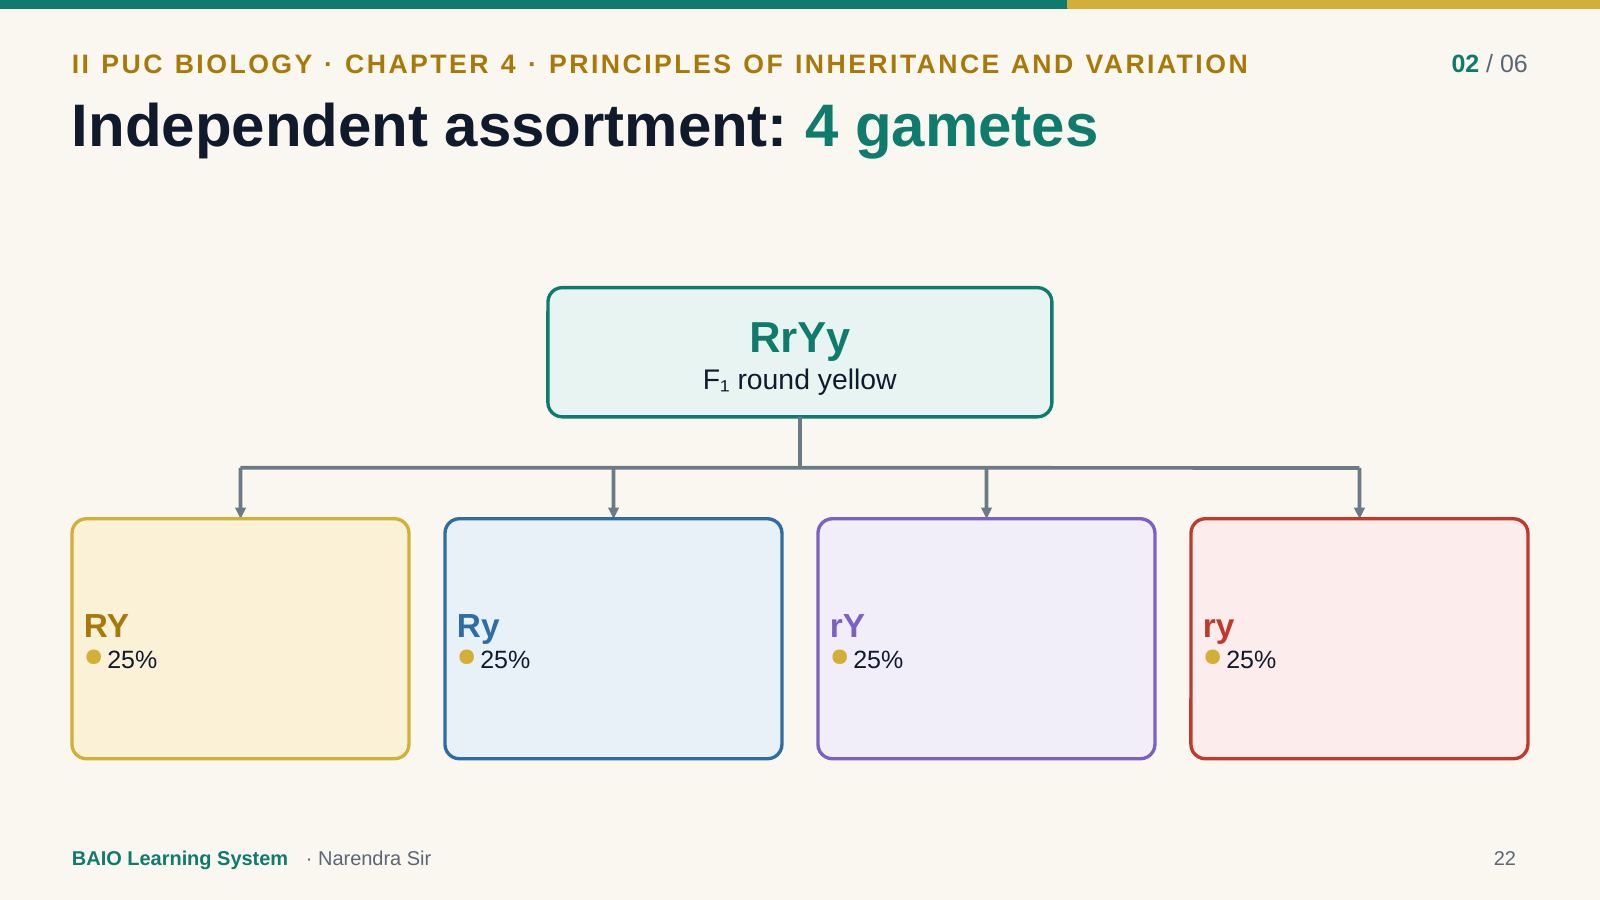 II PUC BIOLOGY · CHAPTER 4 · PRINCIPLES OF INHERITANCE AND VARIATION
02 / 06
Independent assortment: 4 gametes
RrYy
F₁ round yellow
RY
25%
Ry
25%
rY
25%
ry
25%
BAIO Learning System · Narendra Sir
22